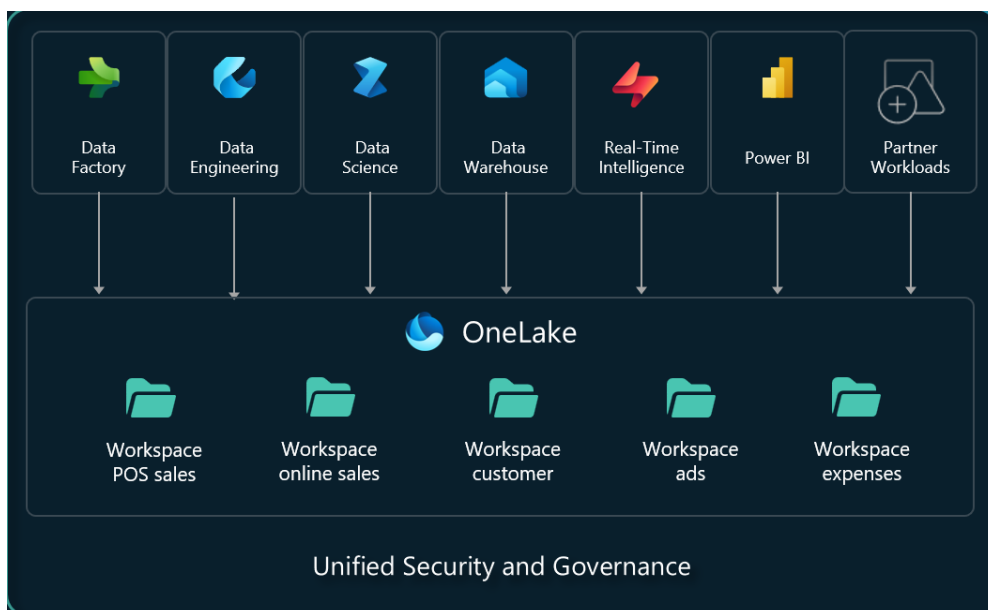 Data
Factory
Data
Engineering
Data
Science
Data
Warehouse
Real-Time
Intelligence
Power BI
Partner
Workloads
OneLake
Workspace
POS sales
Workspace
online sales
Workspace
customer
Workspace
ads
Workspace
expenses
Unified Security and Governance